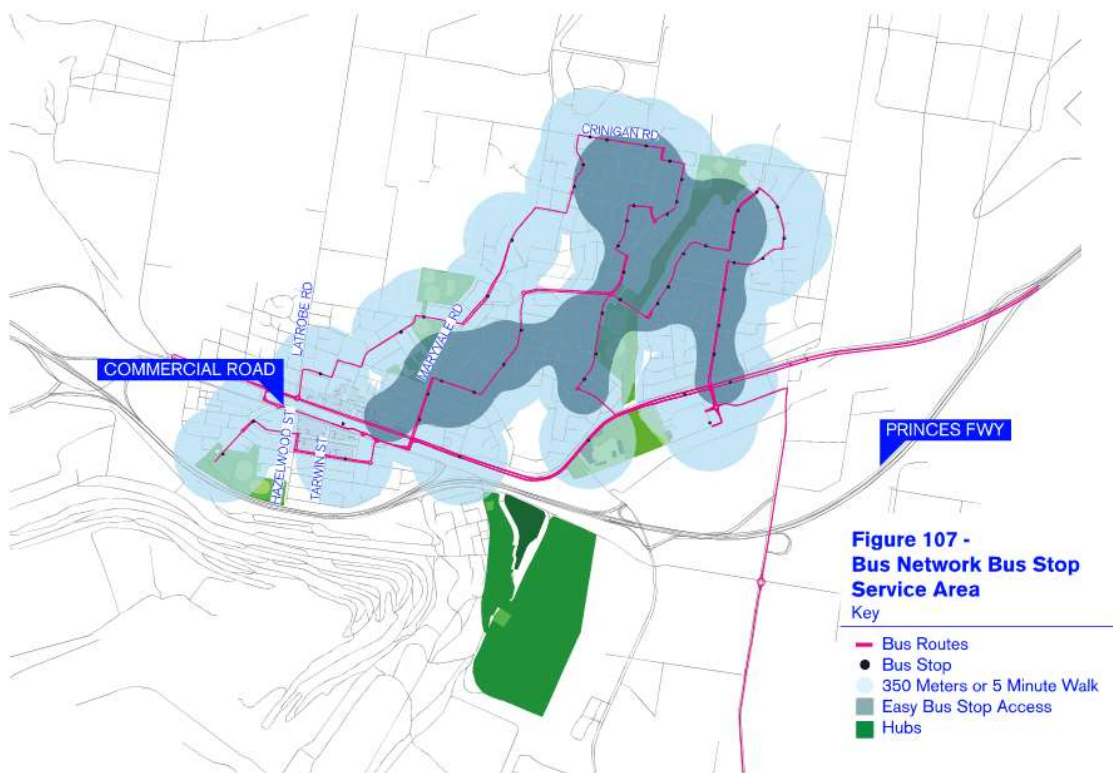 CRINIGAN RD
LATROBE RD
MARYVALE RD
COMMERCIAL ROAD
HAZELWOOD ST
TARWIN ST
PRINCES FWY
Figure 107 -
Bus Network Bus Stop
Service Area
Key
Bus Routes
Bus Stop
350 Meters or 5 Minute Walk
Easy Bus Stop Access
Hubs